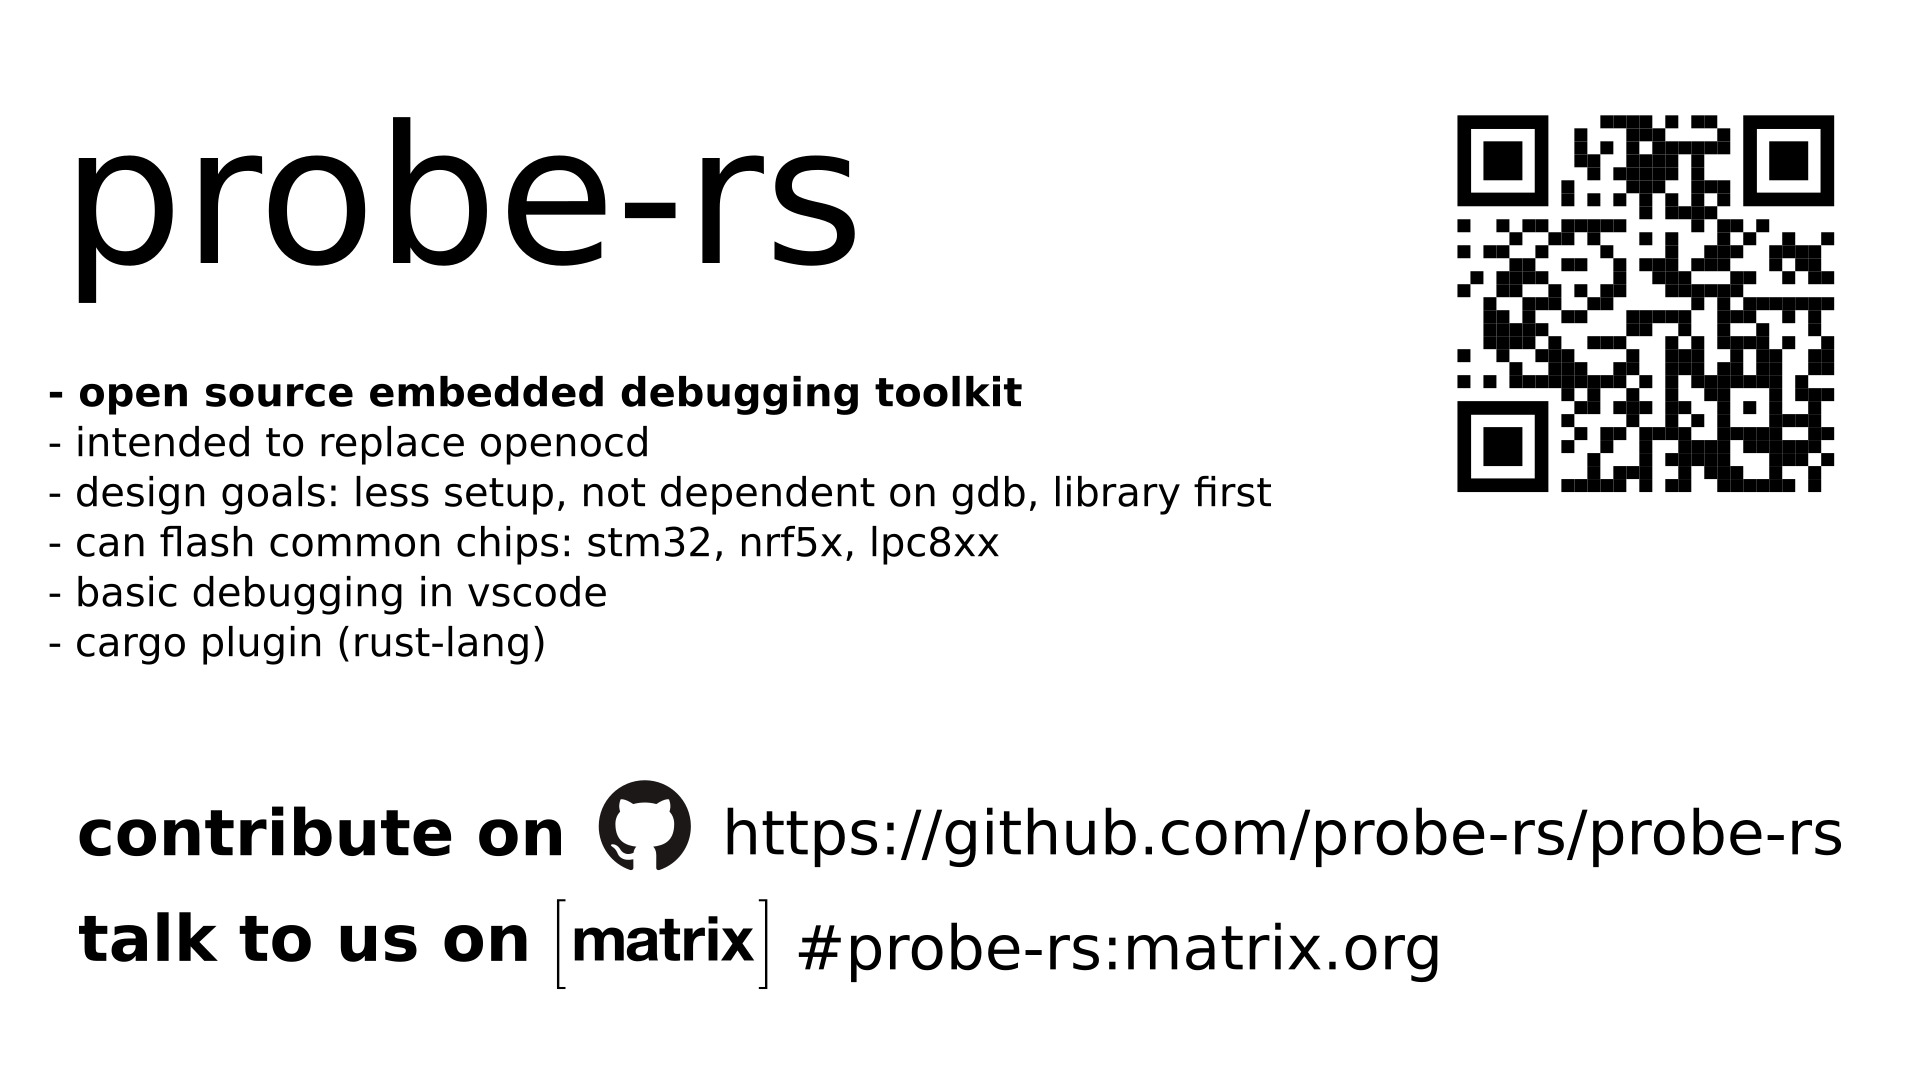 probe-rs
- open source embedded debugging toolkit
- intended to replace openocd
- design goals: less setup, not dependent on gdb, library first
- can flash common chips: stm32, nrf5x, lpc8xx
- basic debugging in vscode
- cargo plugin (rust-lang)
contribute on https://github.com/probe-rs/probe-rs
talk to us on [matrix] #probe-rs:matrix.org